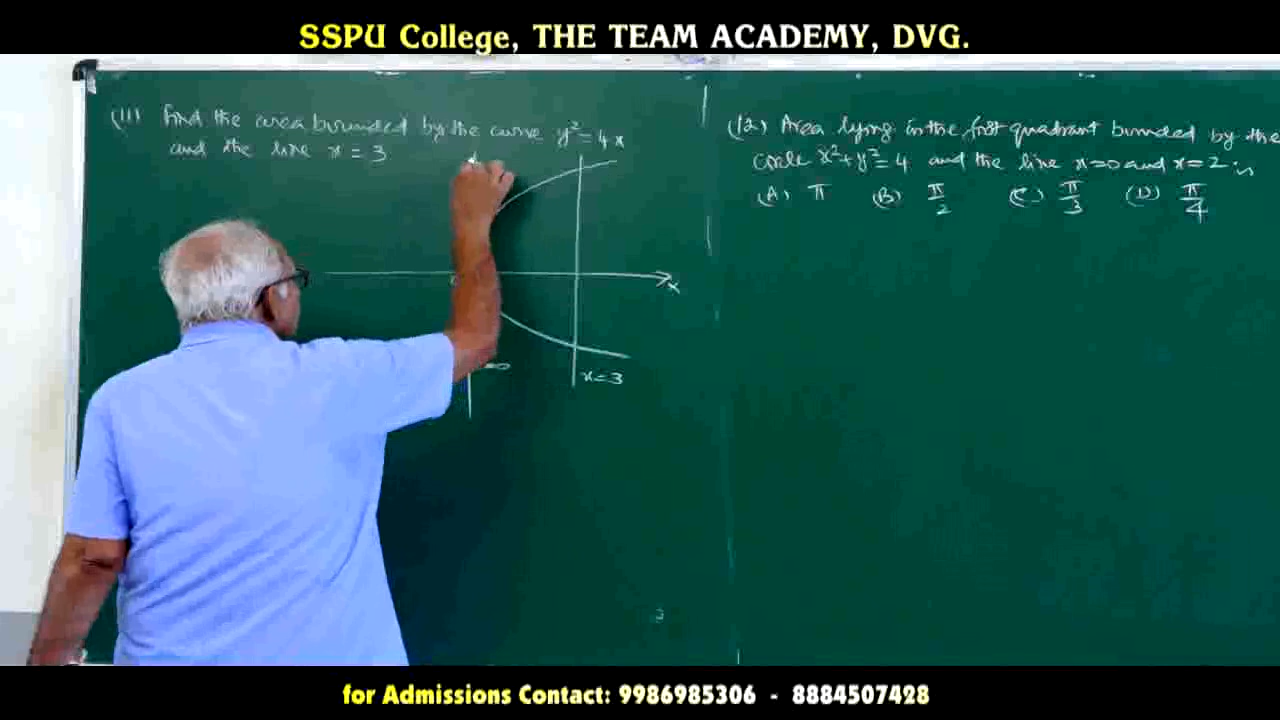 SSPU College, THE TEAM ACADEMY, DVG.
(11) Find the area bounded by the curve y² = 4x
and the line x = 3
x
x=3
(12) Area lying in the first quadrant bounded by the
circle x²+y²=4 and the line x=0 and x=2 is
(A) π (B) π/2 (C) π/3 (D) π/4
for Admissions Contact: 9986985306 - 8884507428